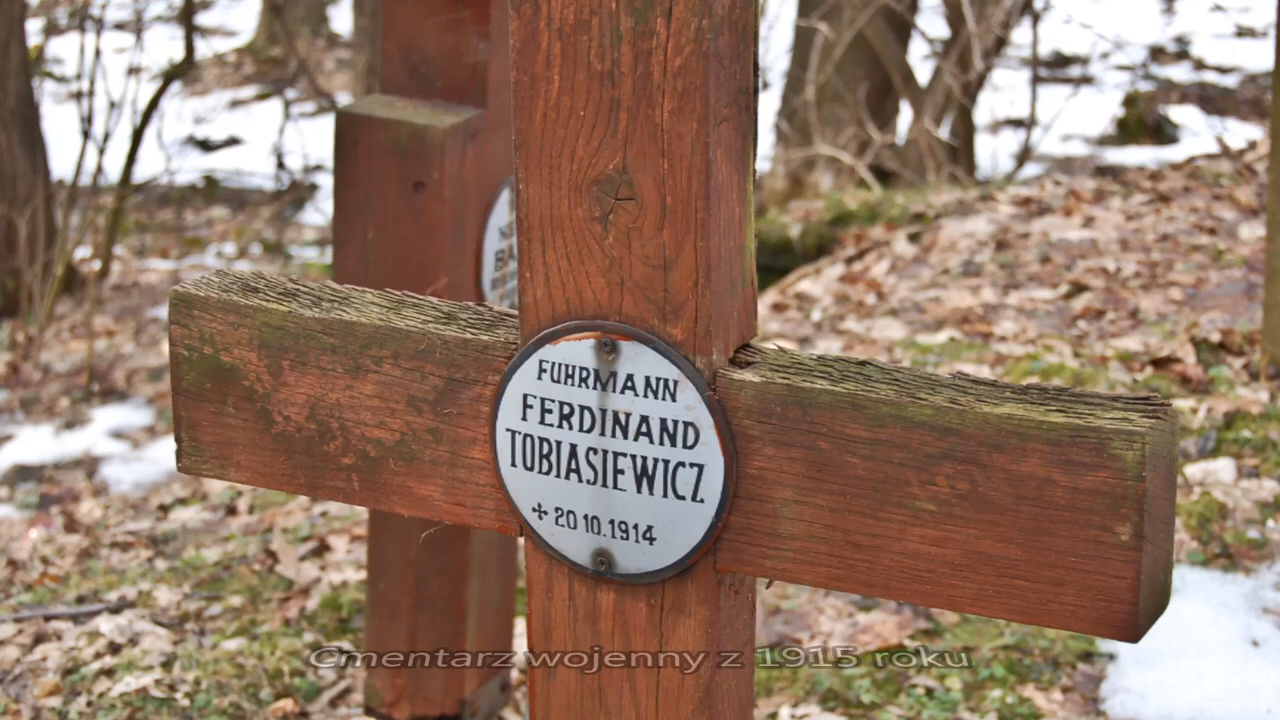 FUHRMANN
FERDINAND
TOBIASIEWICZ
+ 20 10.1914
Cmentarz wojenny z 1915 roku